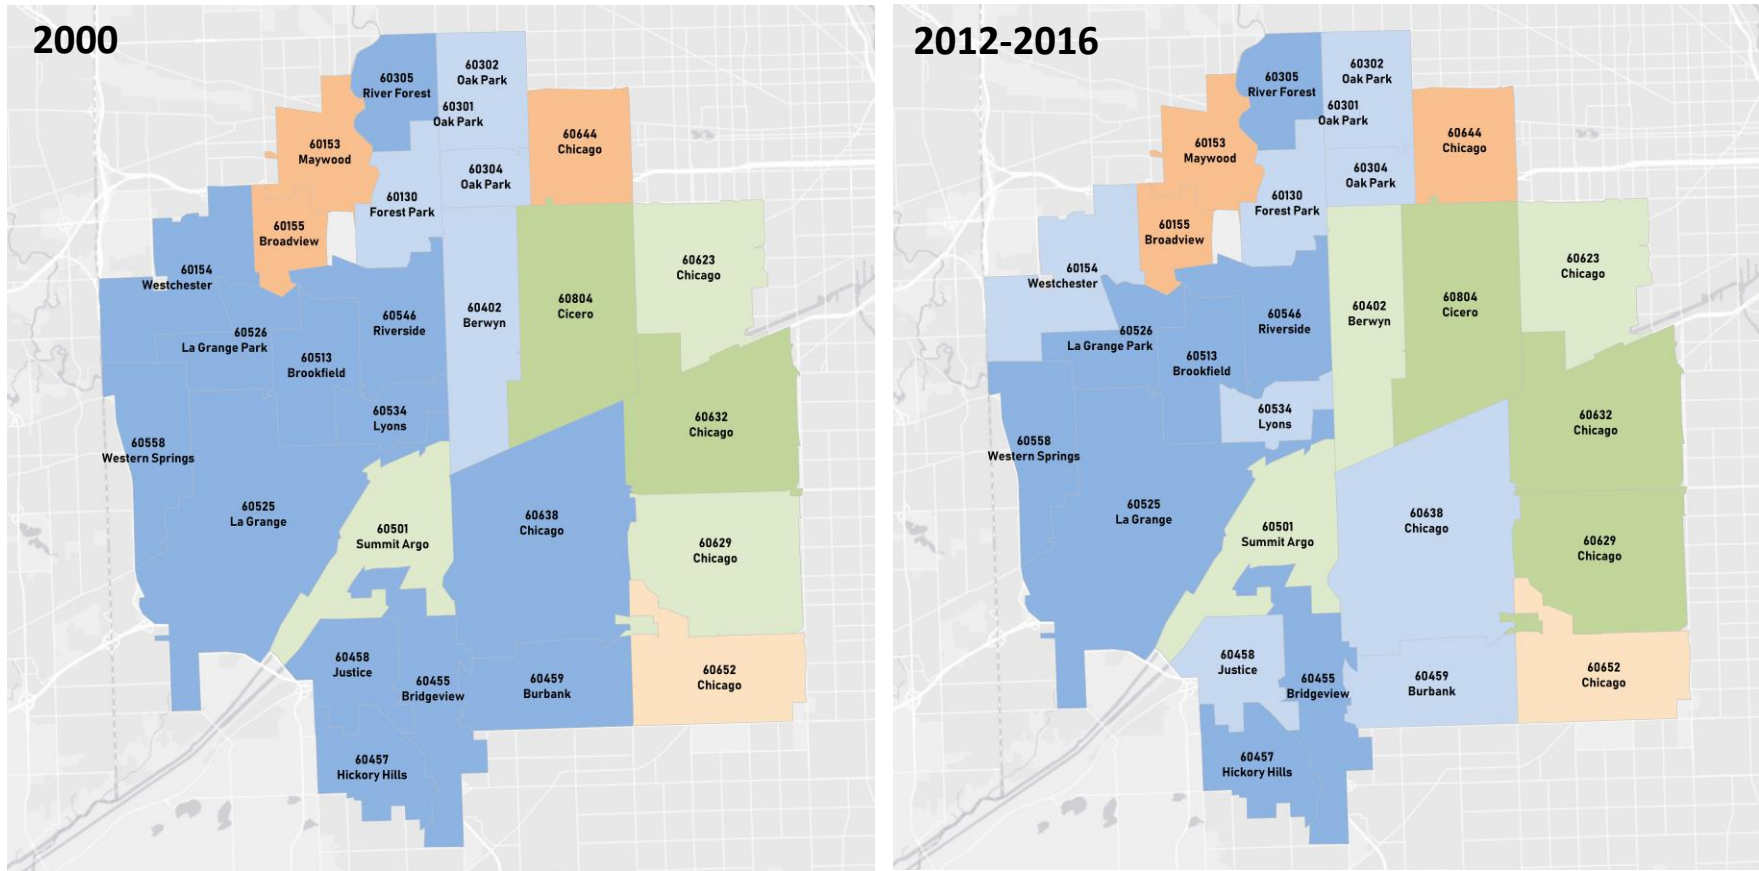 2000
60305
River Forest
60302
Oak Park
60301
Oak Park
60153
Maywood
60644
Chicago
60304
Oak Park
60130
Forest Park
60155
Broadview
60154
Westchester
60623
Chicago
60804
Cicero
60402
Berwyn
60546
Riverside
60526
La Grange Park
60513
Brookfield
60534
Lyons
60632
Chicago
60558
Western Springs
60525
La Grange
60501
Summit Argo
60638
Chicago
60629
Chicago
60458
Justice
60455
Bridgeview
60459
Burbank
60652
Chicago
60457
Hickory Hills
2012-2016
60305
River Forest
60302
Oak Park
60301
Oak Park
60153
Maywood
60644
Chicago
60304
Oak Park
60130
Forest Park
60155
Broadview
60154
Westchester
60623
Chicago
60804
Cicero
60402
Berwyn
60546
Riverside
60526
La Grange Park
60513
Brookfield
60534
Lyons
60632
Chicago
60558
Western Springs
60525
La Grange
60501
Summit Argo
60638
Chicago
60629
Chicago
60458
Justice
60455
Bridgeview
60459
Burbank
60652
Chicago
60457
Hickory Hills